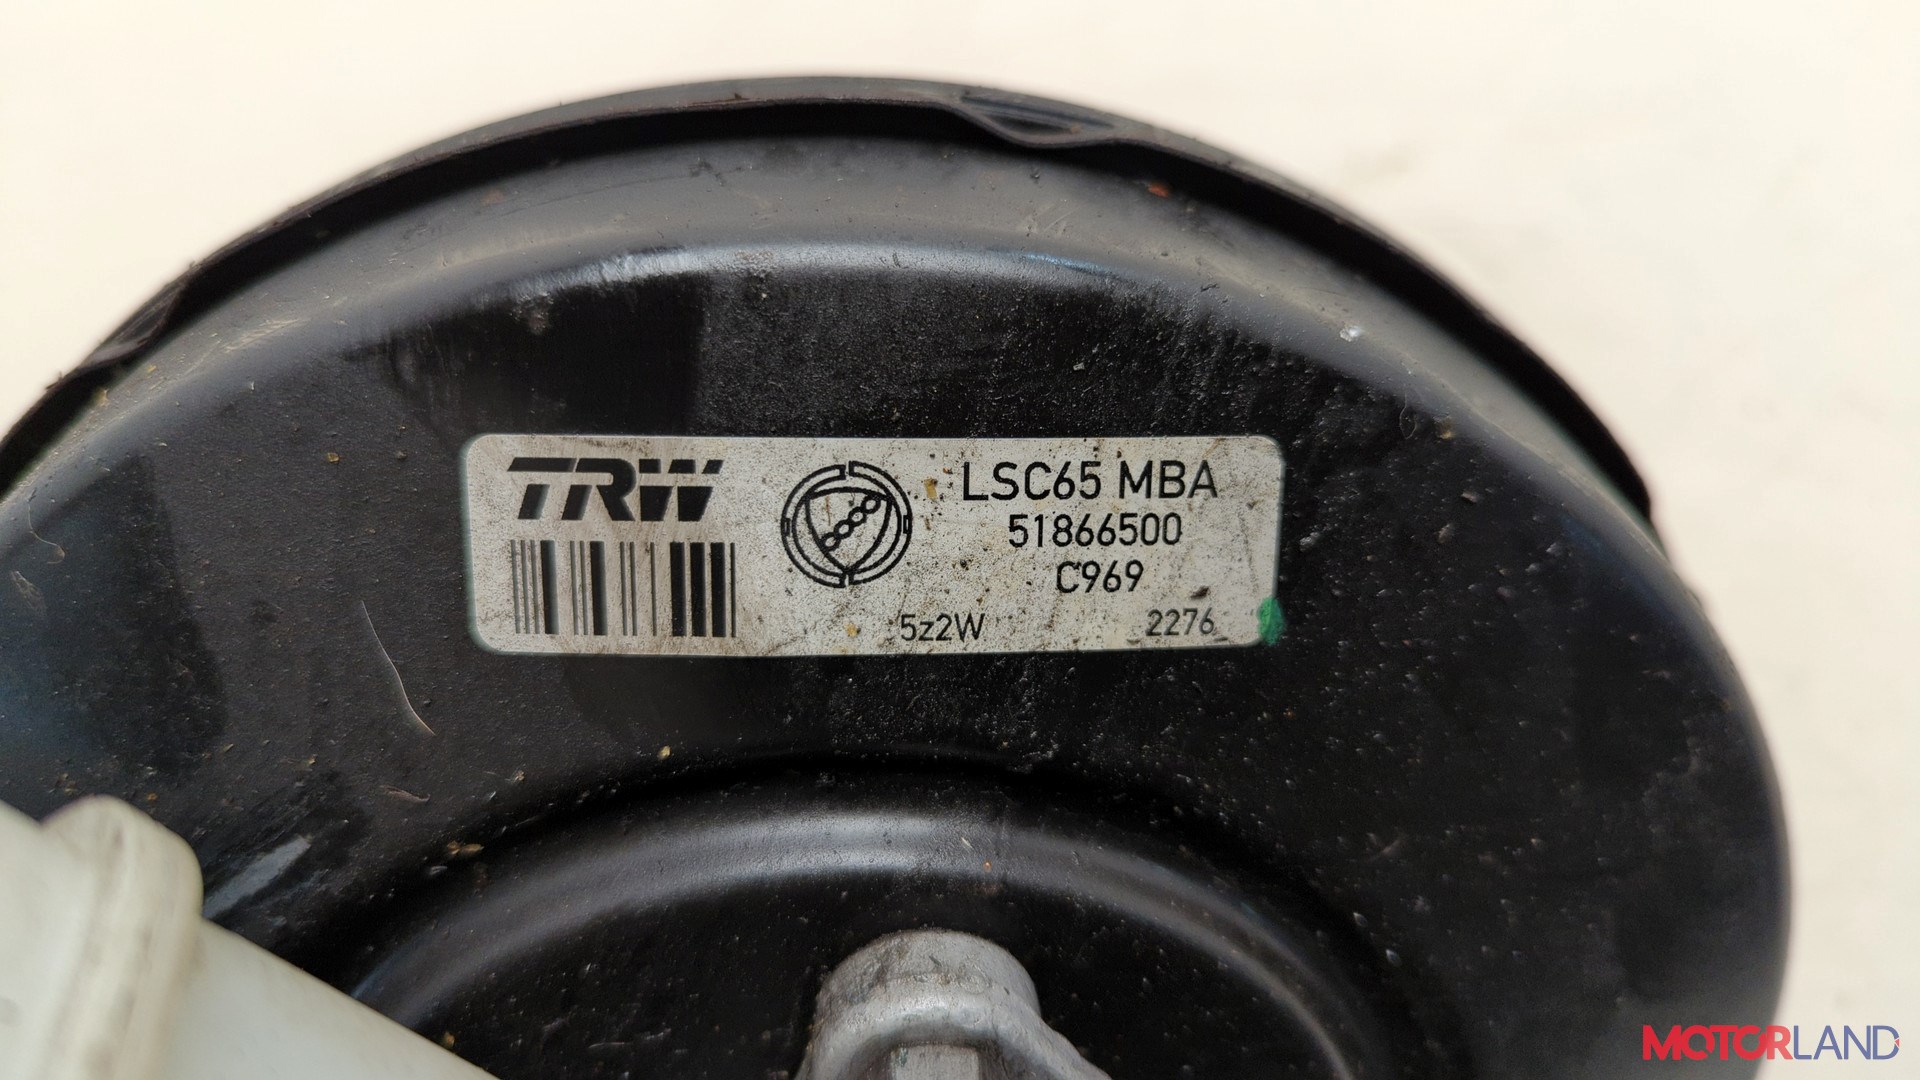 TRW
LSC65 MBA
51866500
C969
5z2W
2276
MOTORLAND